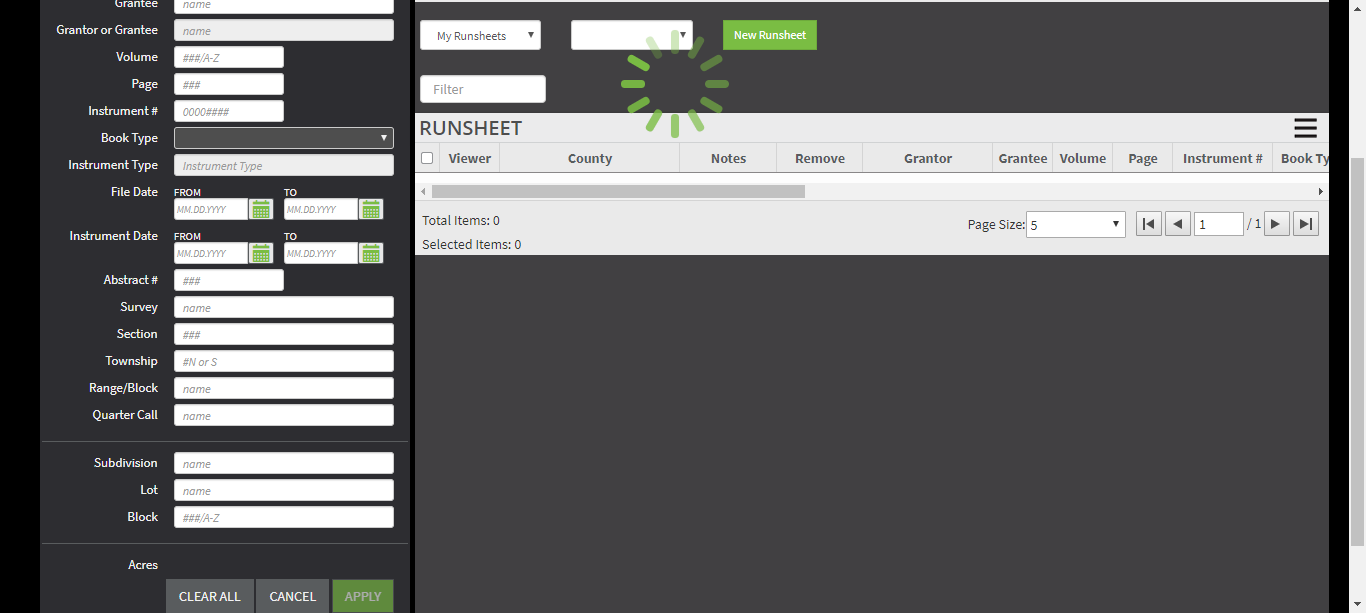 Grantee name
Grantor or Grantee name
Volume ###/A-Z
Page ###
Instrument # 0000####
Book Type
Instrument Type Instrument Type
File Date FROM TO
MM.DD.YYYY MM.DD.YYYY
Instrument Date FROM TO
MM.DD.YYYY MM.DD.YYYY
Abstract # ###
Survey name
Section ###
Township #N or S
Range/Block name
Quarter Call name
Subdivision name
Lot name
Block ###/A-Z
Acres
CLEAR ALL CANCEL APPLY
My Runsheets New Runsheet
Filter
RUNSHEET
Viewer County Notes Remove Grantor Grantee Volume Page Instrument # Book Ty
Total Items: 0
Page Size: 5 1 / 1
Selected Items: 0